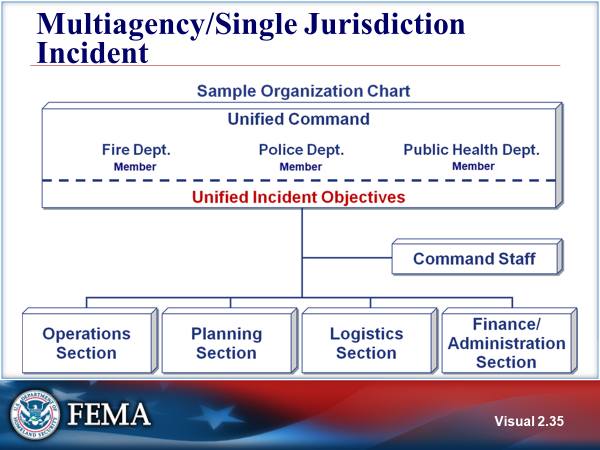 Multiagency/Single Jurisdiction
Incident
Sample Organization Chart
Unified Command
Fire Dept.
Member
Police Dept.
Member
Public Health Dept.
Member
Unified Incident Objectives
Command Staff
Operations
Section
Planning
Section
Logistics
Section
Finance/
Administration
Section
FEMA
Visual 2.35